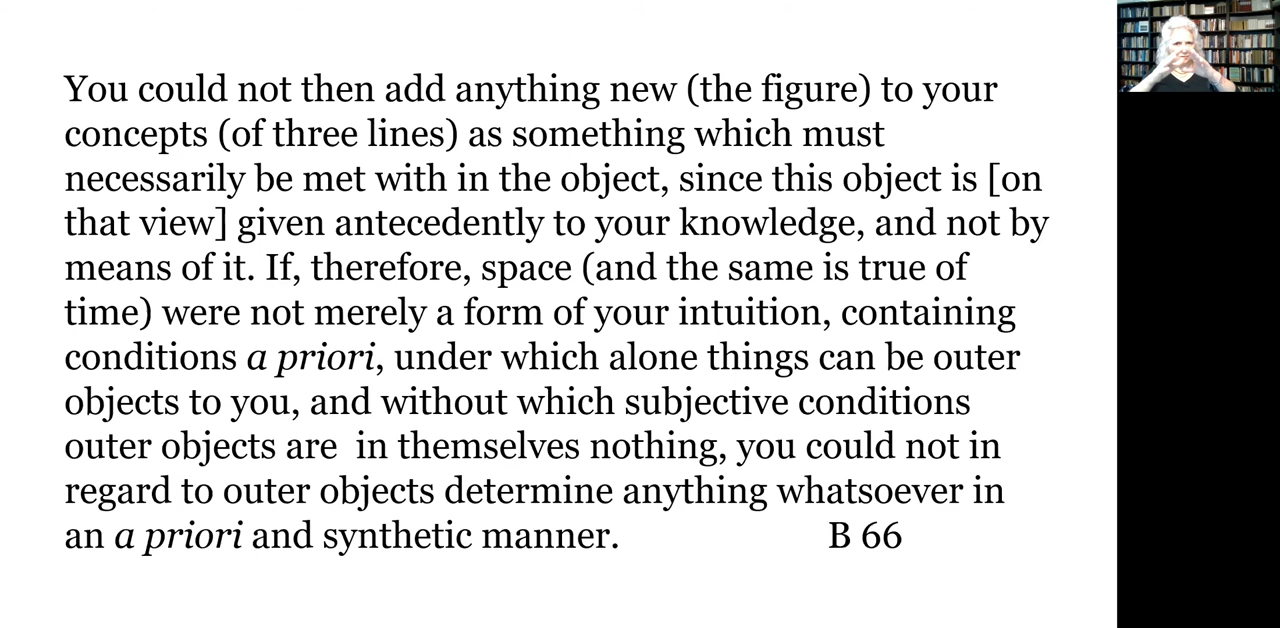 You could not then add anything new (the figure) to your
concepts (of three lines) as something which must
necessarily be met with in the object, since this object is [on
that view] given antecedently to your knowledge, and not by
means of it. If, therefore, space (and the same is true of
time) were not merely a form of your intuition, containing
conditions a priori, under which alone things can be outer
objects to you, and without which subjective conditions
outer objects are  in themselves nothing, you could not in
regard to outer objects determine anything whatsoever in
an a priori and synthetic manner. B 66